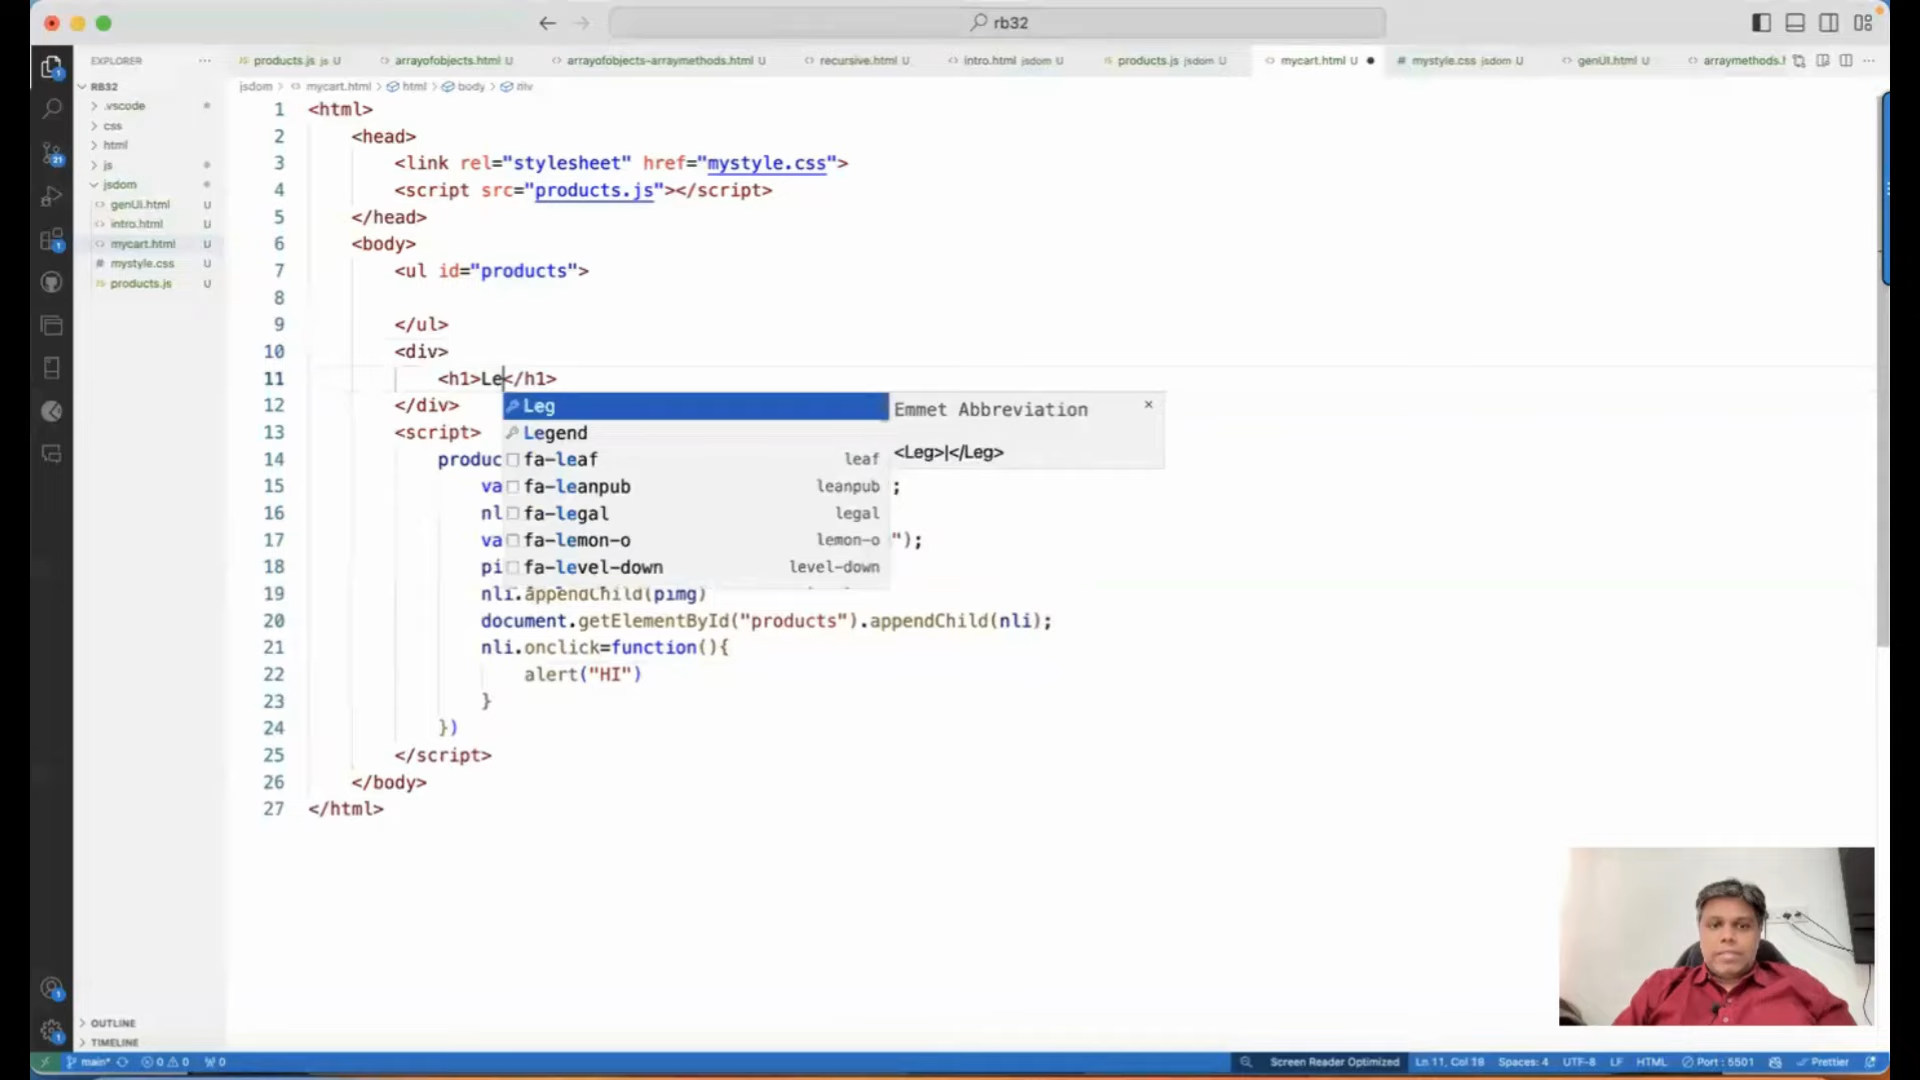 rb32
EXPLORER
products.js js U
arrayofobjects.html U
arrayofobjects-arraymethods.html U
recursive.html U
intro.html jsdom U
products.js jsdom U
mycart.html U
mystyle.css jsdom U
genUI.html U
arraymethods.h
RB32
.vscode
css
html
js
jsdom
genUI.html U
intro.html U
mycart.html U
mystyle.css U
products.js U
OUTLINE
TIMELINE
jsdom > mycart.html > html > body > div
1 <html>
2 <head>
3 <link rel="stylesheet" href="mystyle.css">
4 <script src="products.js"></script>
5 </head>
6 <body>
7 <ul id="products">
8
9 </ul>
10 <div>
11 <h1>Le</h1>
12 </div>
13 <script>
14 produc
15 va ;
16 nl
17 va ");
18 pi
19 nli.appendChild(pimg)
20 document.getElementById("products").appendChild(nli);
21 nli.onclick=function(){
22 alert("HI")
23 }
24 })
25 </script>
26 </body>
27 </html>
Leg
Legend
fa-leaf leaf
fa-leanpub leanpub
fa-legal legal
fa-lemon-o lemon-o
fa-level-down level-down
Emmet Abbreviation
<Leg>|</Leg>
main* 0 0 0
Screen Reader Optimized Ln 11, Col 18 Spaces: 4 UTF-8 LF HTML Port : 5501 Prettier